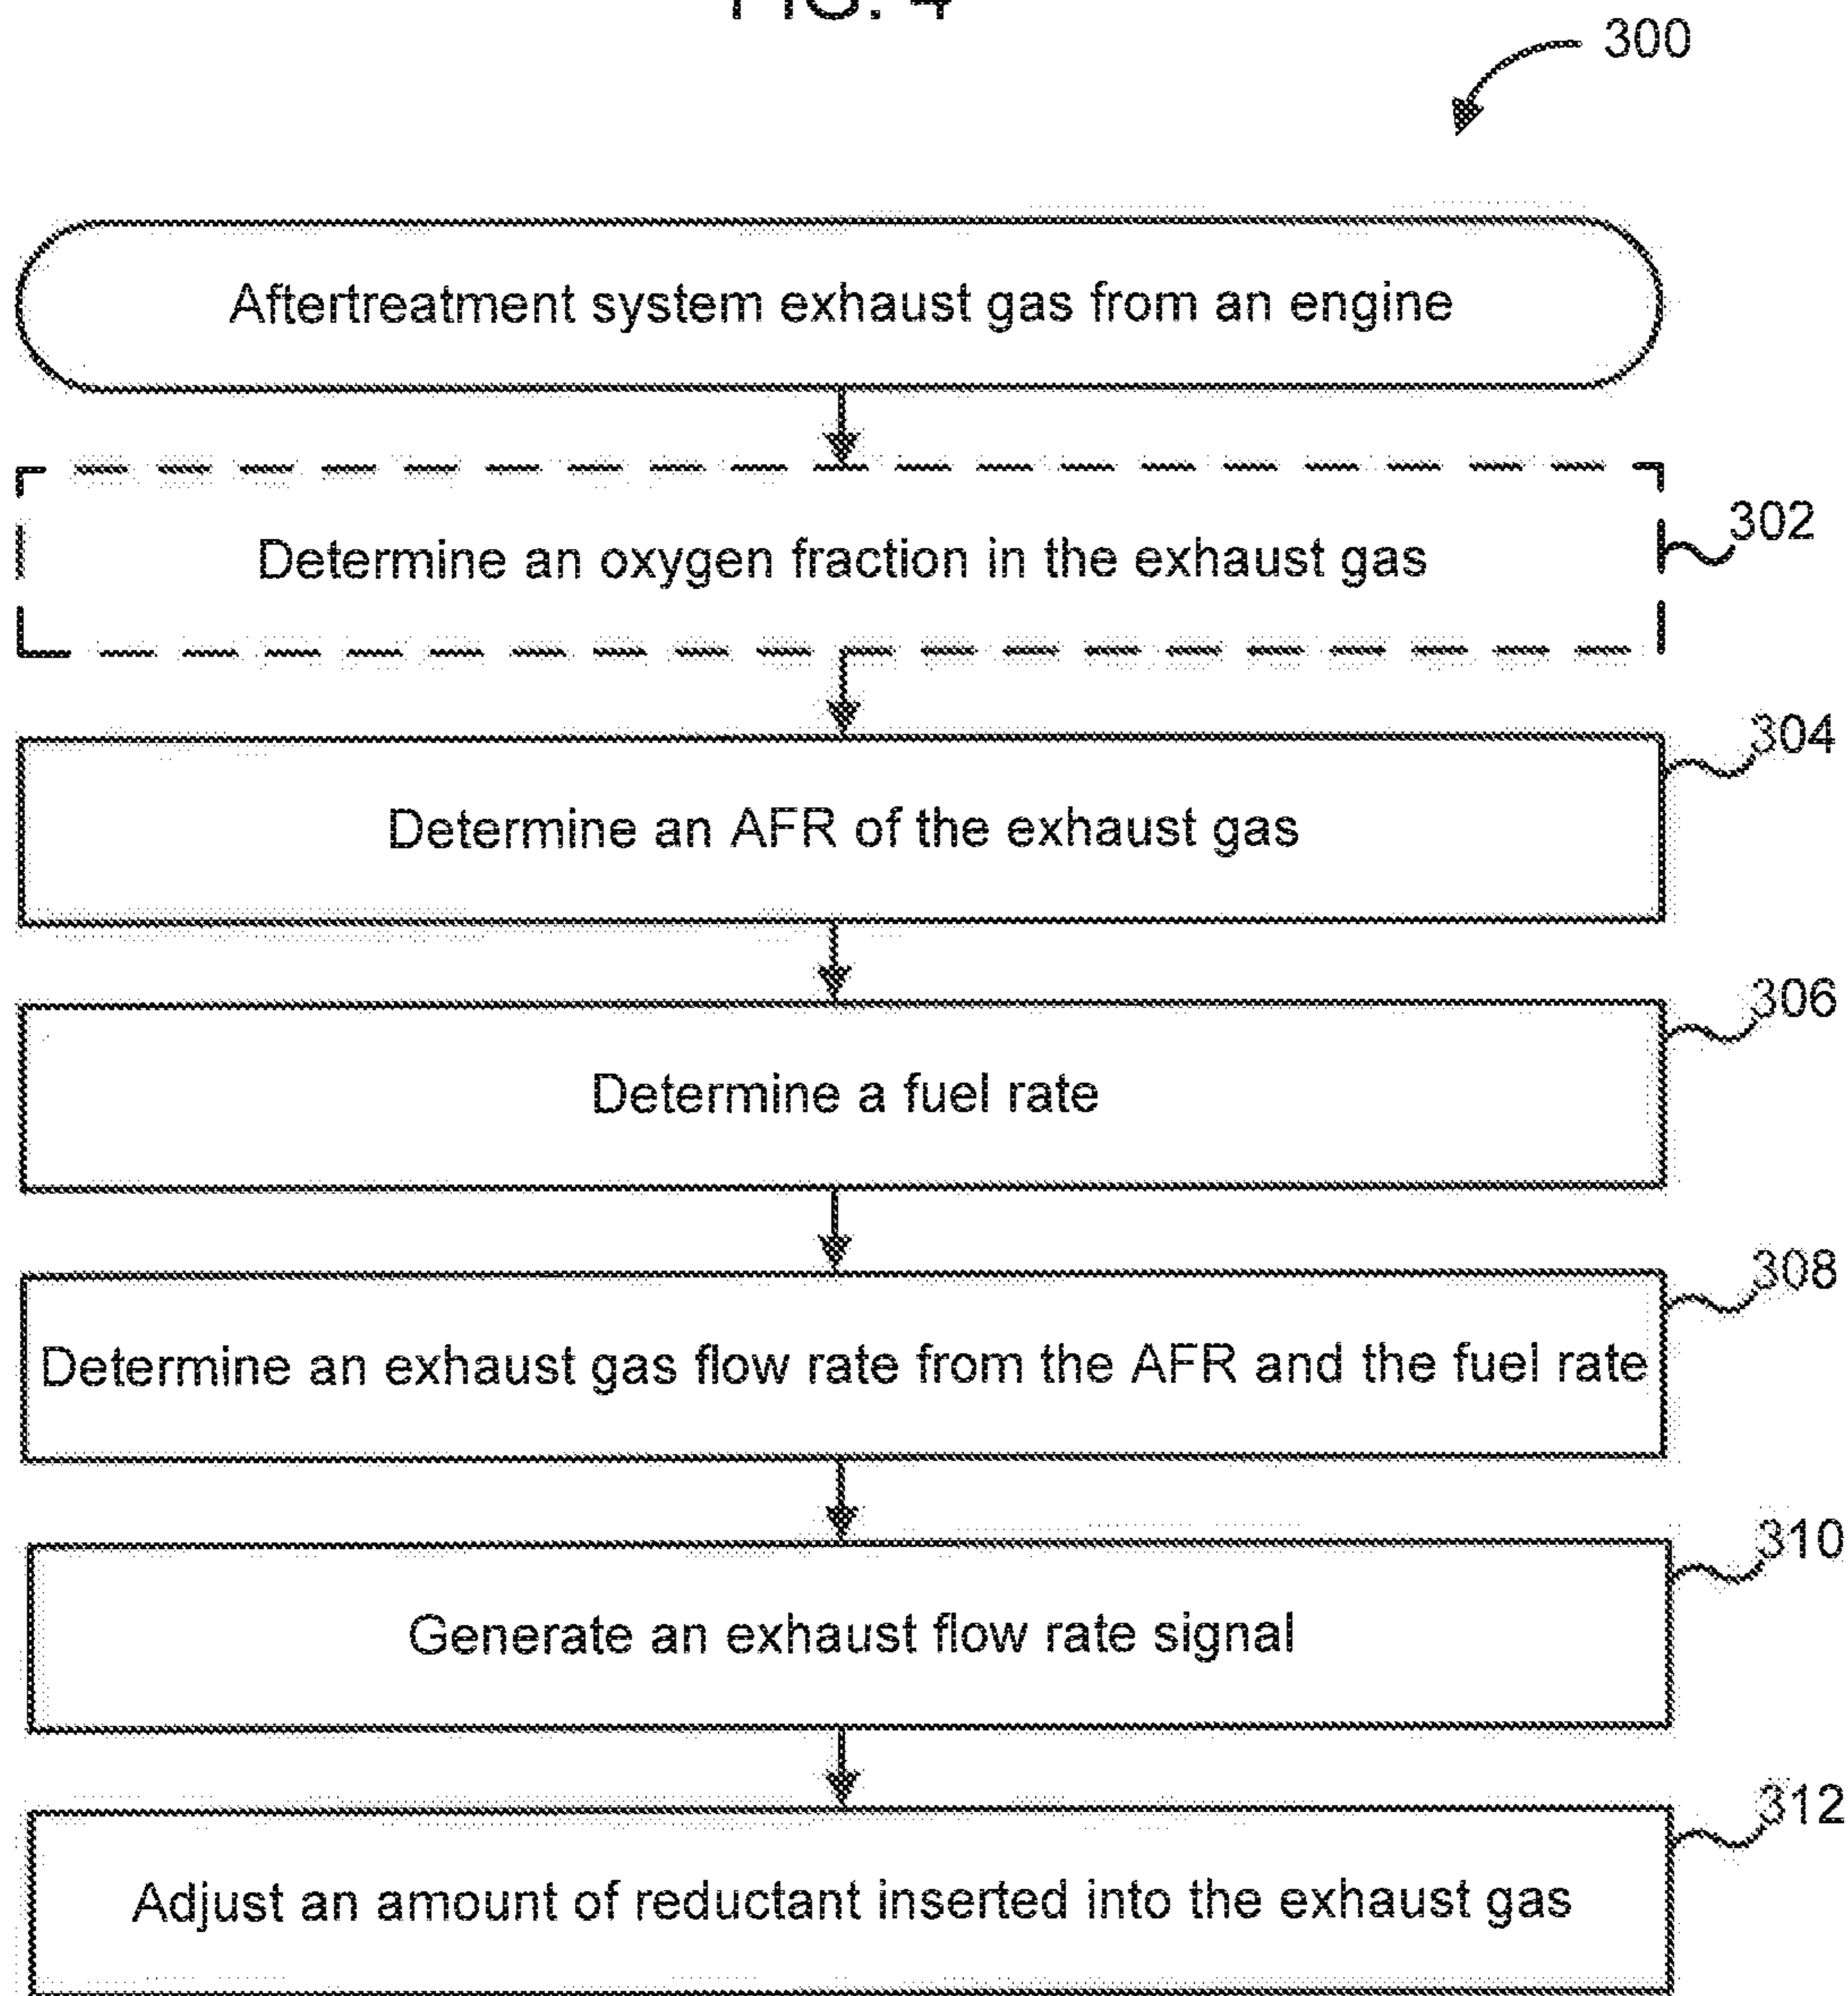 FIG. 4
300
Aftertreatment system exhaust gas from an engine
Determine an oxygen fraction in the exhaust gas
302
304
Determine an AFR of the exhaust gas
306
Determine a fuel rate
308
Determine an exhaust gas flow rate from the AFR and the fuel rate
310
Generate an exhaust flow rate signal
312
Adjust an amount of reductant inserted into the exhaust gas